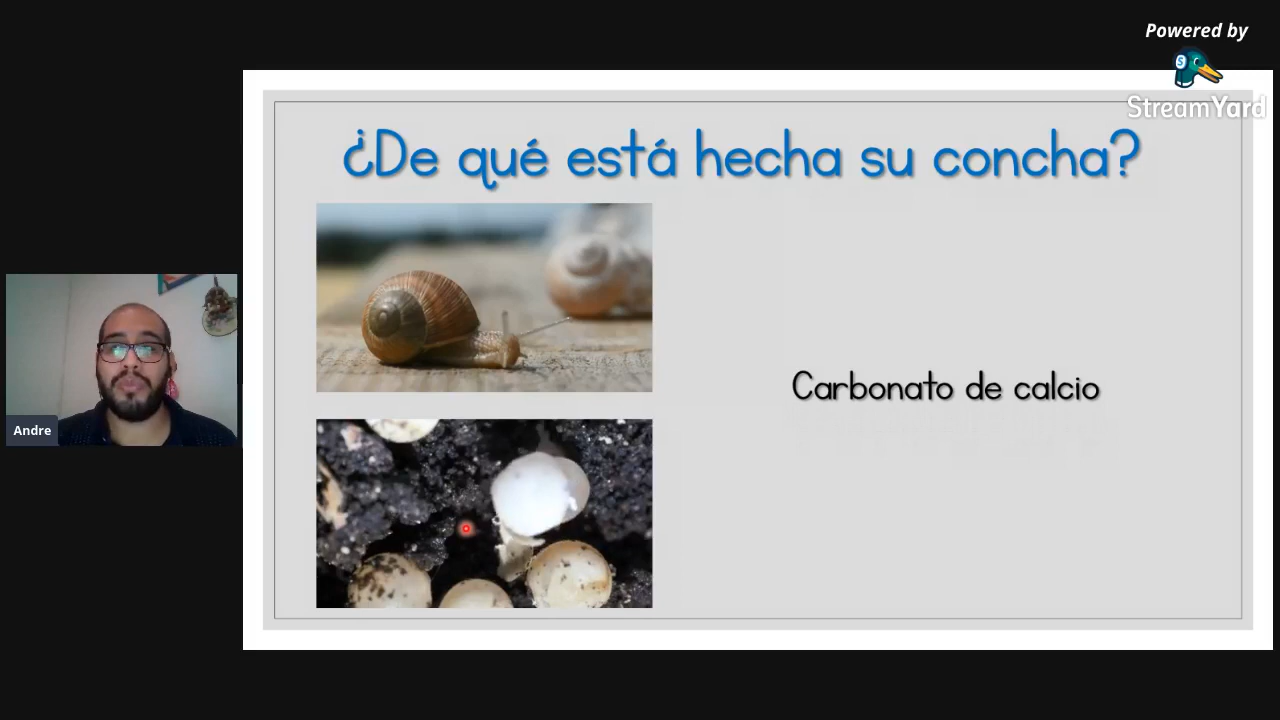 Powered by
StreamYard
¿De qué está hecha su concha?
Carbonato de calcio
Andre